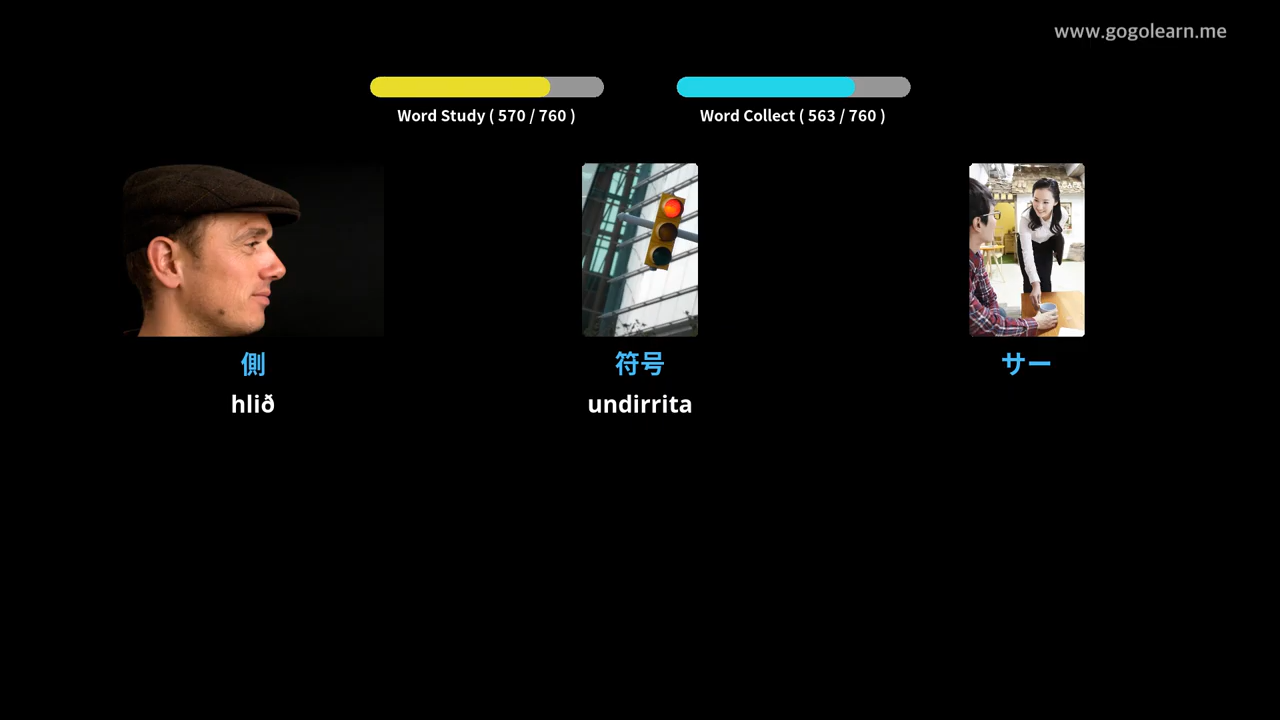 www.gogolearn.me
Word Study ( 570 / 760 )
Word Collect ( 563 / 760 )
側
符号
サー
hlið
undirrita